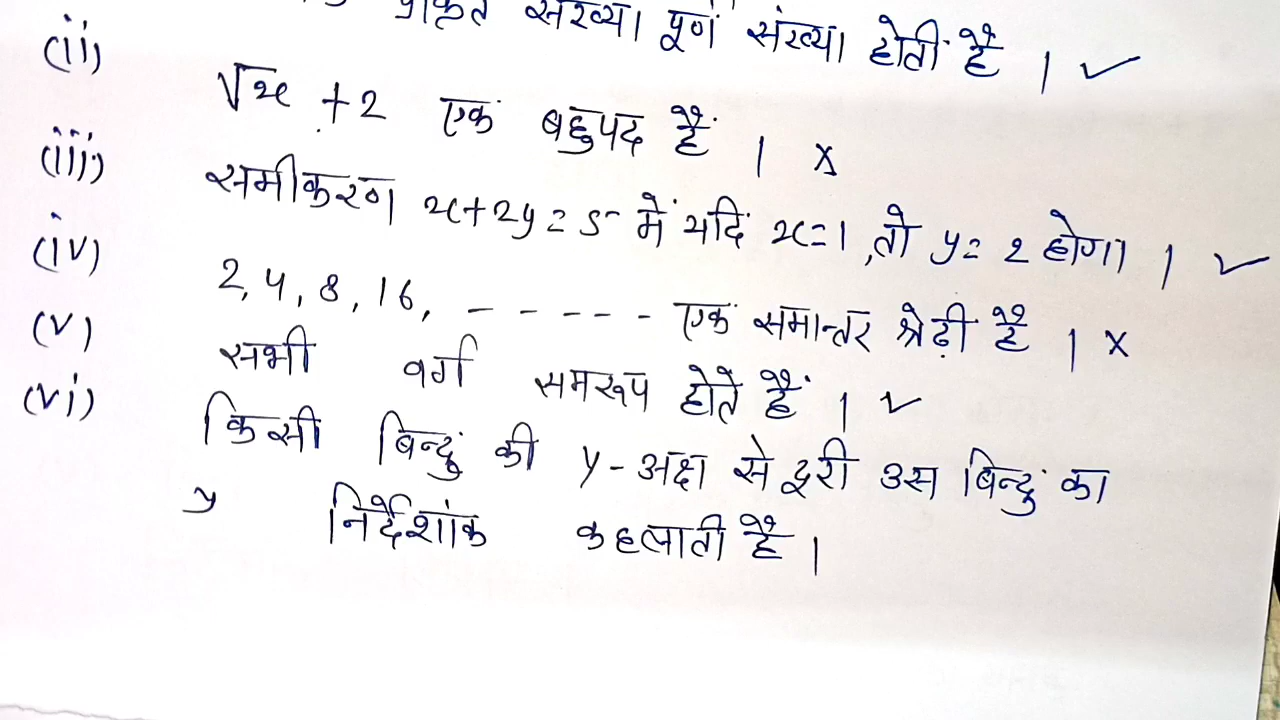 प्राकृत संख्या पूर्ण संख्या होती है । ✓
(ii) √x + 2 एक बहुपद है । ×
(iii) समीकरण x+2y=5 में यदि x=1, तो y=2 होगा । ✓
(iv) 2, 4, 8, 16, - - - - - एक समान्तर श्रेढ़ी है । ×
(v) सभी वर्ग समरूप होते हैं । ✓
(vi) किसी बिन्दु की y-अक्ष से दूरी उस बिन्दु का
y निर्देशांक कहलाती है ।